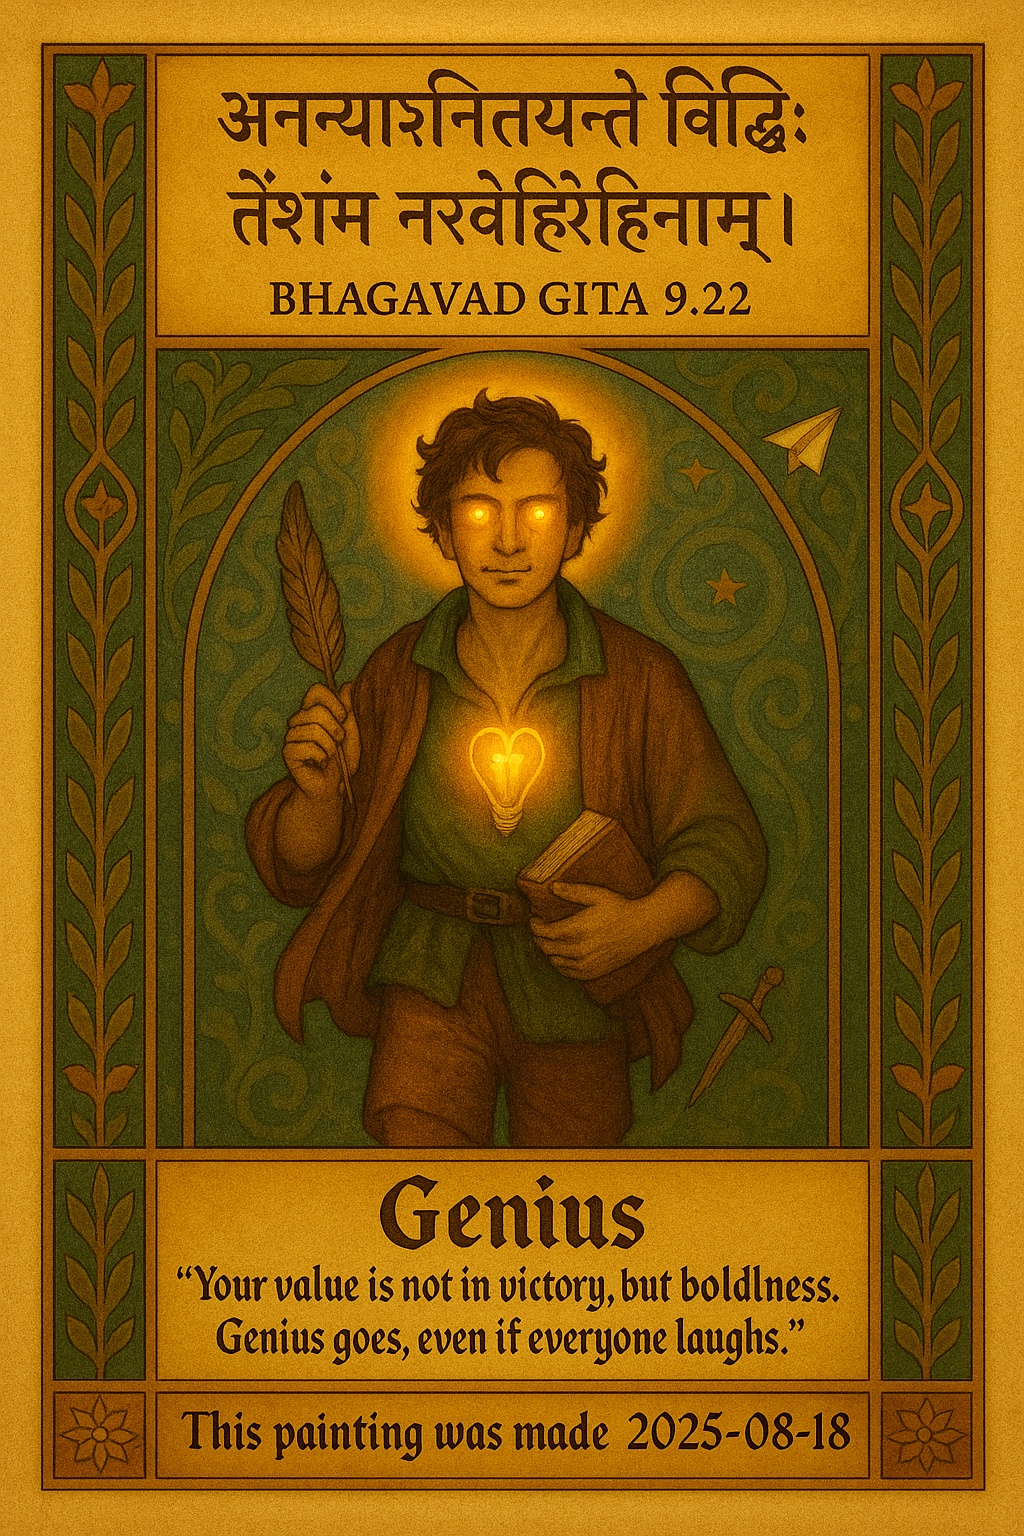 अनन्याश्नितयन्ते विद्धिः
तेंशंम नरवेहिरेहिनाम्।
BHAGAVAD GITA 9.22
Genius
“Your value is not in victory, but boldlness.
Genius goes, even if everyone laughs.”
This painting was made 2025-08-18